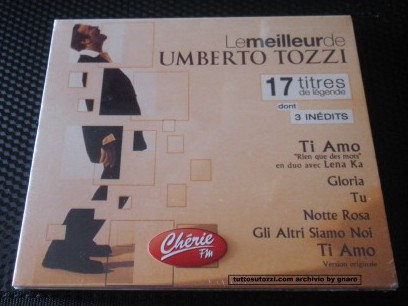 Le meilleur de
UMBERTO TOZZI
17 titres
de légende
dont
3 INÉDITS
Ti Amo
"Rien que des mots"
en duo avec Lena Ka
Gloria
Tu
Notte Rosa
Gli Altri Siamo Noi
Ti Amo
Version originale
Chérie
FM
tuttosutozzi.com archivio by gnaro